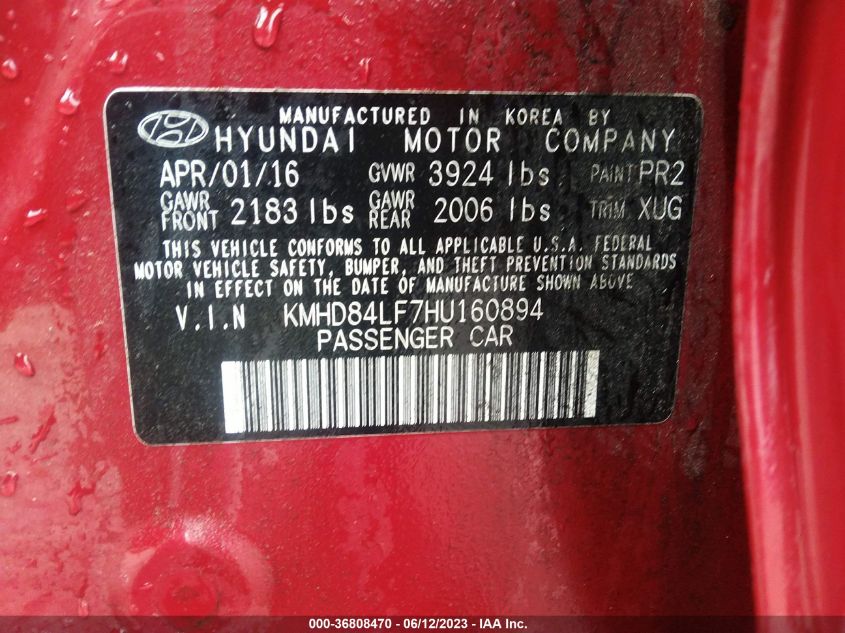 MANUFACTURED IN KOREA BY
HYUNDAI MOTOR COMPANY
APR/01/16 GVWR 3924 lbs PAINT PR2
GAWR FRONT 2183 lbs GAWR REAR 2006 lbs TRIM XUG
THIS VEHICLE CONFORMS TO ALL APPLICABLE U.S.A. FEDERAL
MOTOR VEHICLE SAFETY, BUMPER, AND THEFT PREVENTION STANDARDS
IN EFFECT ON THE DATE OF MANUFACTURE SHOWN ABOVE
V.I.N KMHD84LF7HU160894
PASSENGER CAR
000-36808470 - 06/12/2023 - IAA Inc.